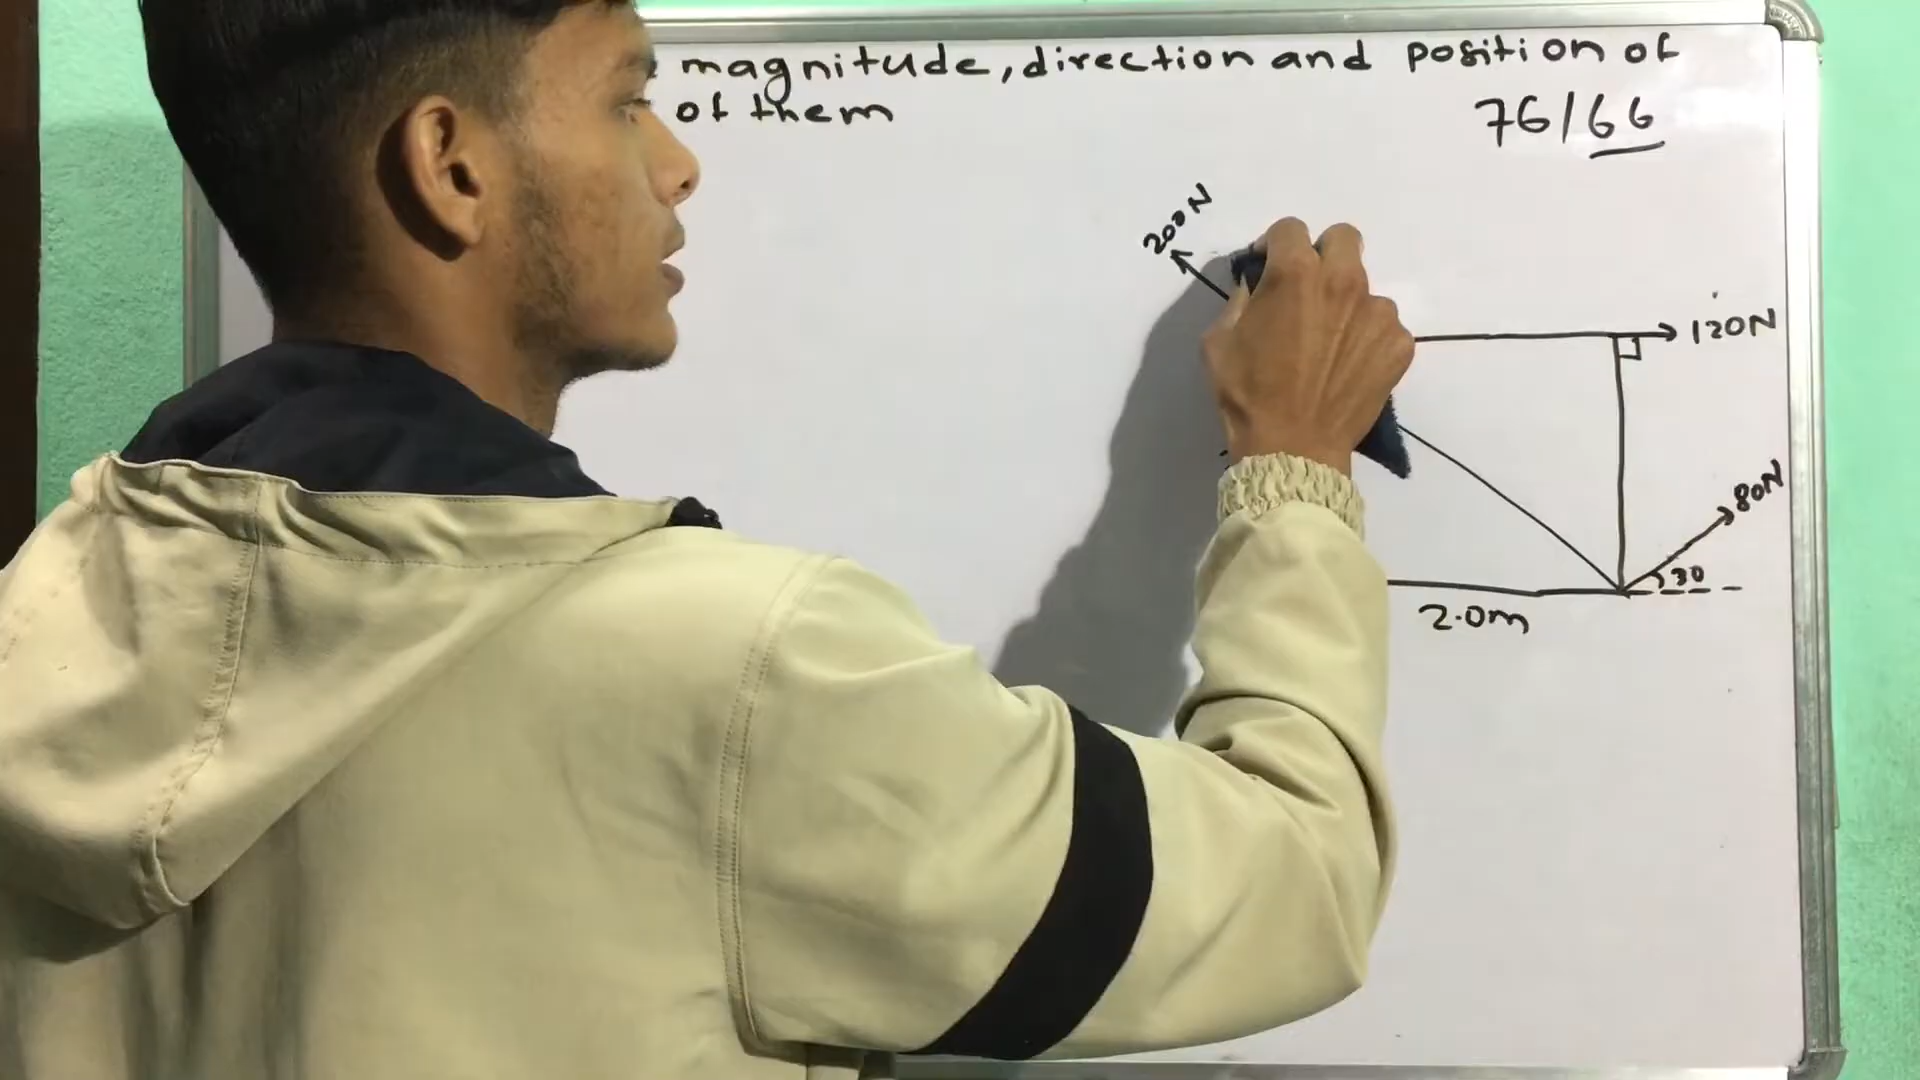 magnitude, direction and position of
of them
76/66
200N
120N
80N
30
2.0m